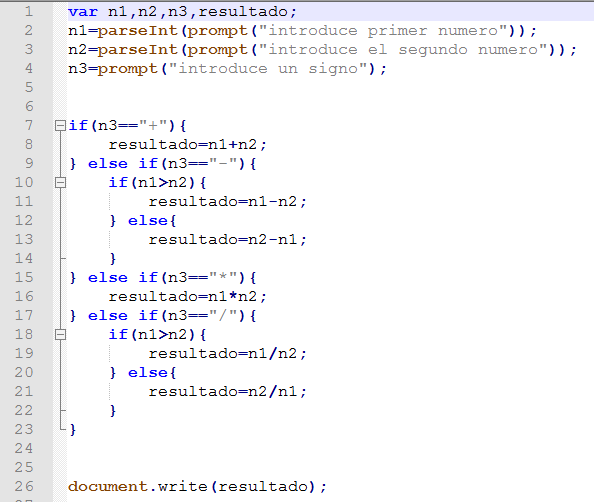 1 var n1,n2,n3,resultado;
2 n1=parseInt(prompt("introduce primer numero"));
3 n2=parseInt(prompt("introduce el segundo numero"));
4 n3=prompt("introduce un signo");
5
6
7 if(n3=="+"){
8 resultado=n1+n2;
9 } else if(n3=="-"){
10 if(n1>n2){
11 resultado=n1-n2;
12 } else{
13 resultado=n2-n1;
14 }
15 } else if(n3=="*"){
16 resultado=n1*n2;
17 } else if(n3=="/"){
18 if(n1>n2){
19 resultado=n1/n2;
20 } else{
21 resultado=n2/n1;
22 }
23 }
24
25
26 document.write(resultado);